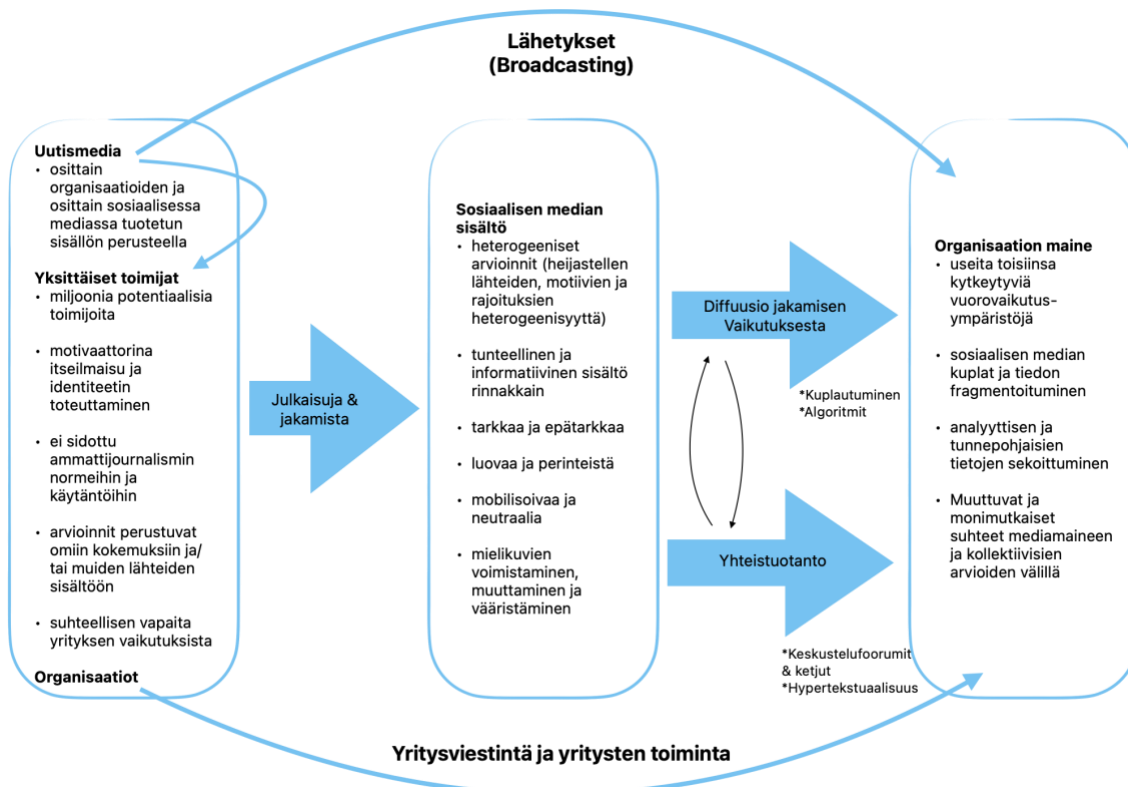 Lähetykset
(Broadcasting)
Uutismedia
• osittain
organisaatioiden ja
osittain sosiaalisessa
mediassa tuotetun
sisällön perusteella
Yksittäiset toimijat
• miljoonia potentiaalisia
toimijoita
• motivaattorina
itseilmaisu ja
identiteetin
toteuttaminen
• ei sidottu
ammattijournalismin
normeihin ja
käytäntöihin
• arvioinnit perustuvat
omiin kokemuksiin ja/
tai muiden lähteiden
sisältöön
• suhteellisen vapaita
yrityksen vaikutuksista
Organisaatiot
Julkaisuja &
jakamista
Sosiaalisen median
sisältö
• heterogeeniset
arvioinnit (heijastellen
lähteiden, motiivien ja
rajoituksien
heterogeenisyyttä)
• tunteellinen ja
informatiivinen sisältö
rinnakkain
• tarkkaa ja epätarkkaa
• luovaa ja perinteistä
• mobilisoivaa ja
neutraalia
• mielikuvien
voimistaminen,
muuttaminen ja
vääristäminen
Diffuusio jakamisen
Vaikutuksesta
*Kuplautuminen
*Algoritmit
Yhteistuotanto
*Keskustelufoorumit
& ketjut
*Hypertekstuaalisuus
Organisaation maine
• useita toisiinsa
kytkeytyviä
vuorovaikutus-
ympäristöjä
• sosiaalisen median
kuplat ja tiedon
fragmentoituminen
• analyyttisen ja
tunnepohjaisien
tietojen sekoittuminen
• Muuttuvat ja
monimutkaiset
suhteet mediamaineen
ja kollektiivisien
arvioiden välillä
Yritysviestintä ja yritysten toiminta